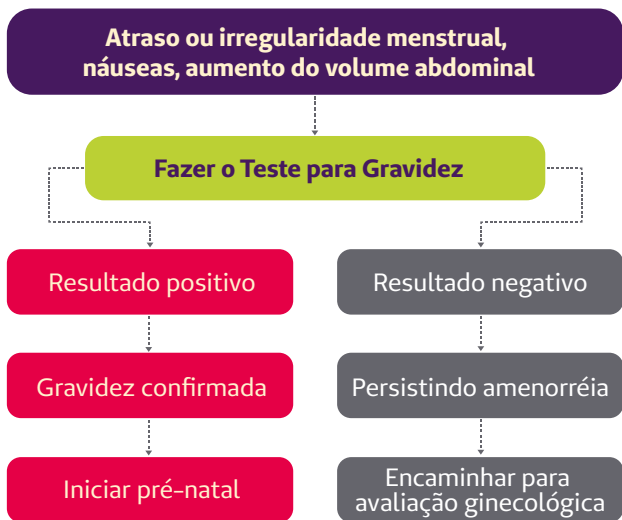 Atraso ou irregularidade menstrual,
náuseas, aumento do volume abdominal
Fazer o Teste para Gravidez
Resultado positivo
Resultado negativo
Gravidez confirmada
Persistindo amenorréia
Iniciar pré-natal
Encaminhar para
avaliação ginecológica